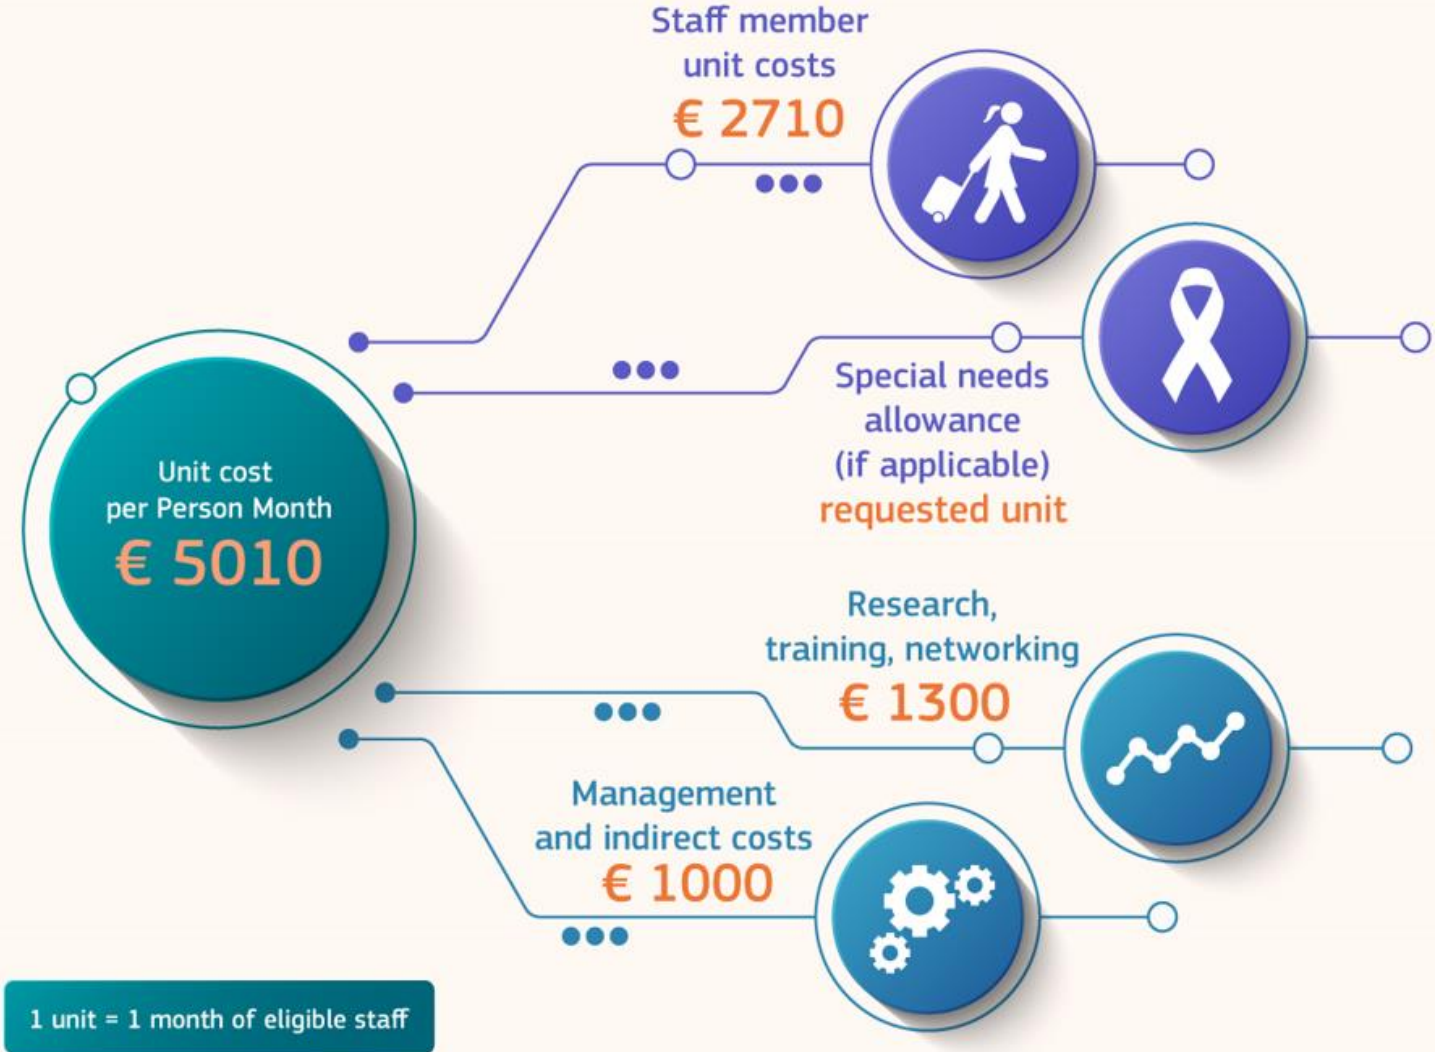 Staff member
unit costs
€ 2710
Special needs
allowance
(if applicable)
requested unit
Unit cost
per Person Month
€ 5010
Research,
training, networking
€ 1300
Management
and indirect costs
€ 1000
1 unit = 1 month of eligible staff